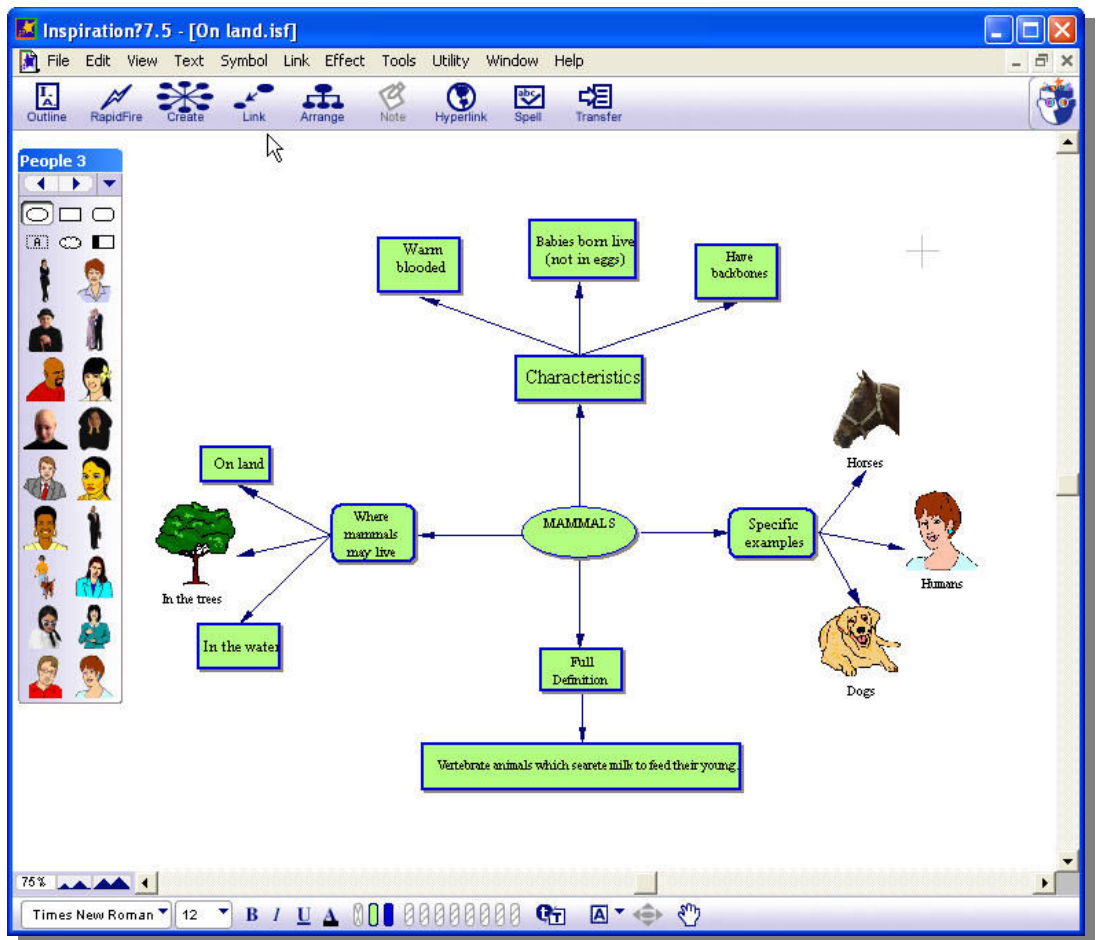 Inspiration?7.5 - [On land.isf]
File Edit View Text Symbol Link Effect Tools Utility Window Help
Outline RapidFire Create Link Arrange Note Hyperlink Spell Transfer
People 3
Warm
blooded
Babies born live
(not in eggs)
Have
backbones
Characteristics
Horses
On land
Where
mammals
may live
MAMMALS
Specific
examples
Humans
In the trees
In the water
Full
Definition
Dogs
Vertebrate animals which searete milk to feed their young.
75%
Times New Roman 12 B I U A